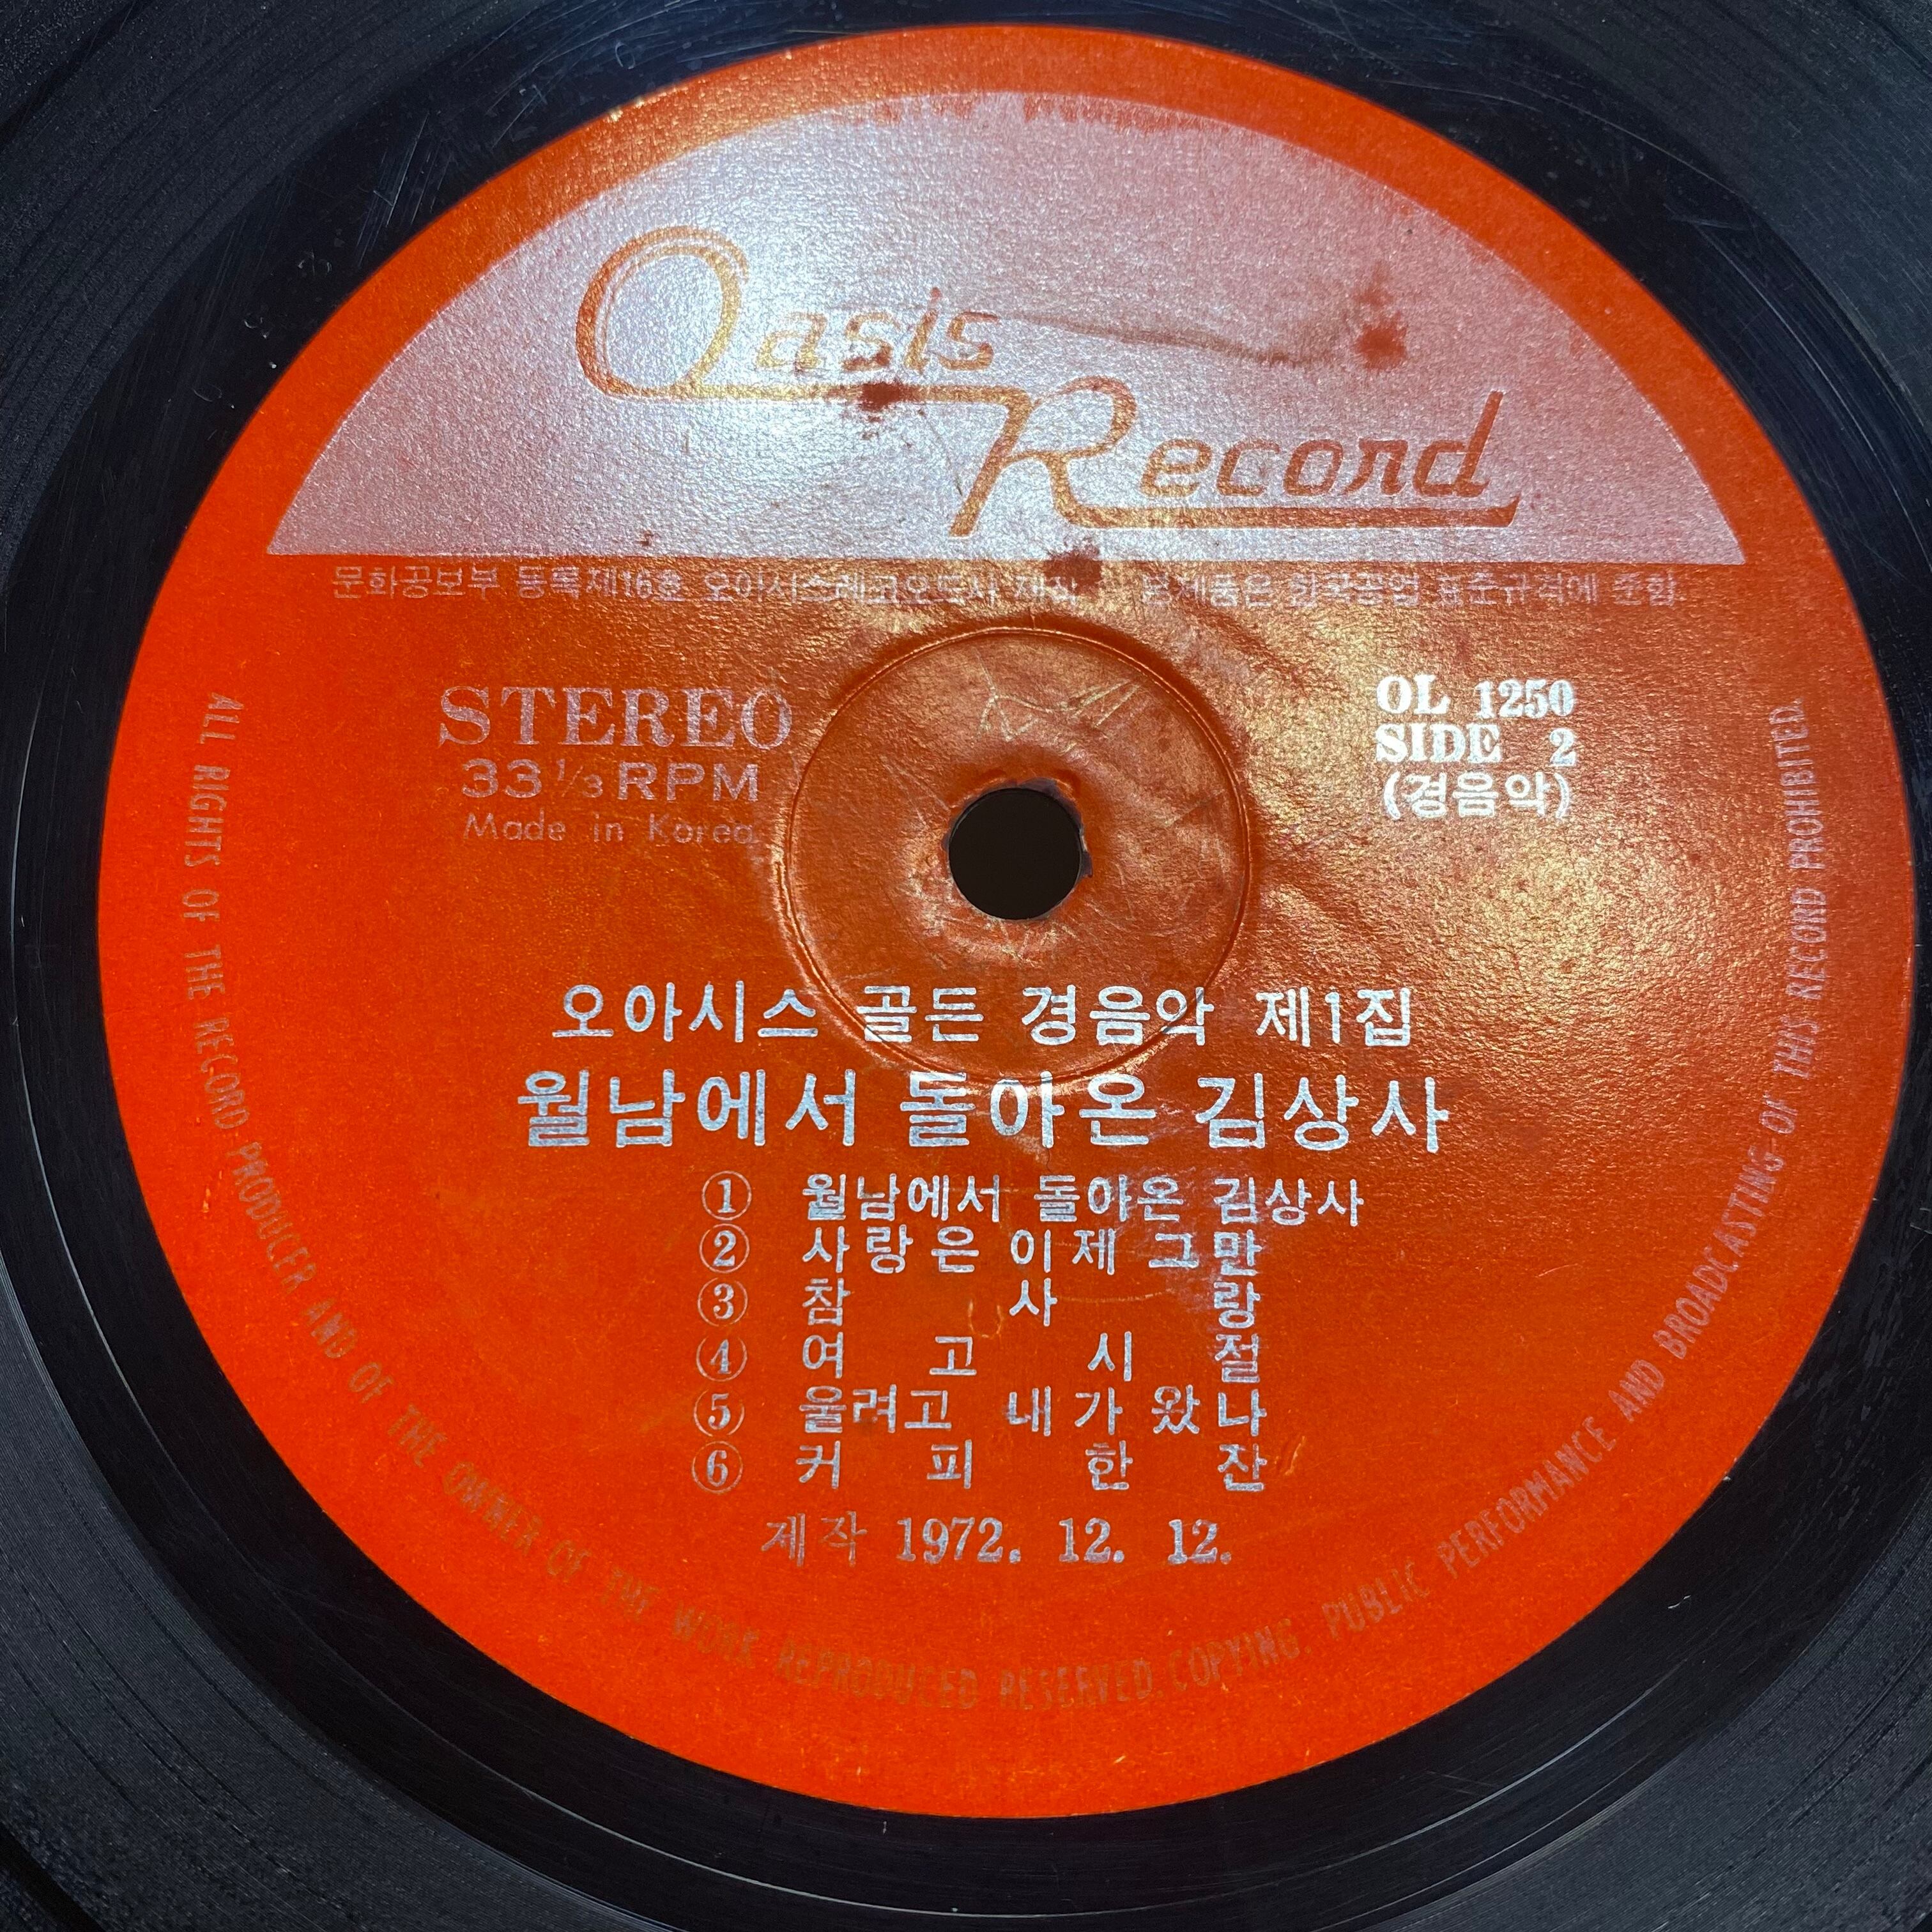 Oasis
Record
문화공보부 등록제16호 오아시스레코오드사 제작 본제품은 한국공업 표준규격에 준함
STEREO
33 1/3 RPM
Made in Korea.
OL 1250
SIDE 2
(경음악)
오아시스 골든 경음악 제1집
월남에서 돌아온 김상사
① 월남에서 돌아온 김상사
② 사랑은 이제 그만
③ 참 사 랑
④ 여 고 시 절
⑤ 울려고 내가 왔나
⑥ 커 피 한 잔
제작 1972. 12. 12.
ALL RIGHTS OF THE RECORD PRODUCER AND OF THE OWNER OF THE WORK REPRODUCED RESERVED. COPYING, PUBLIC PERFORMANCE AND BROADCASTING OF THIS RECORD PROHIBITED.